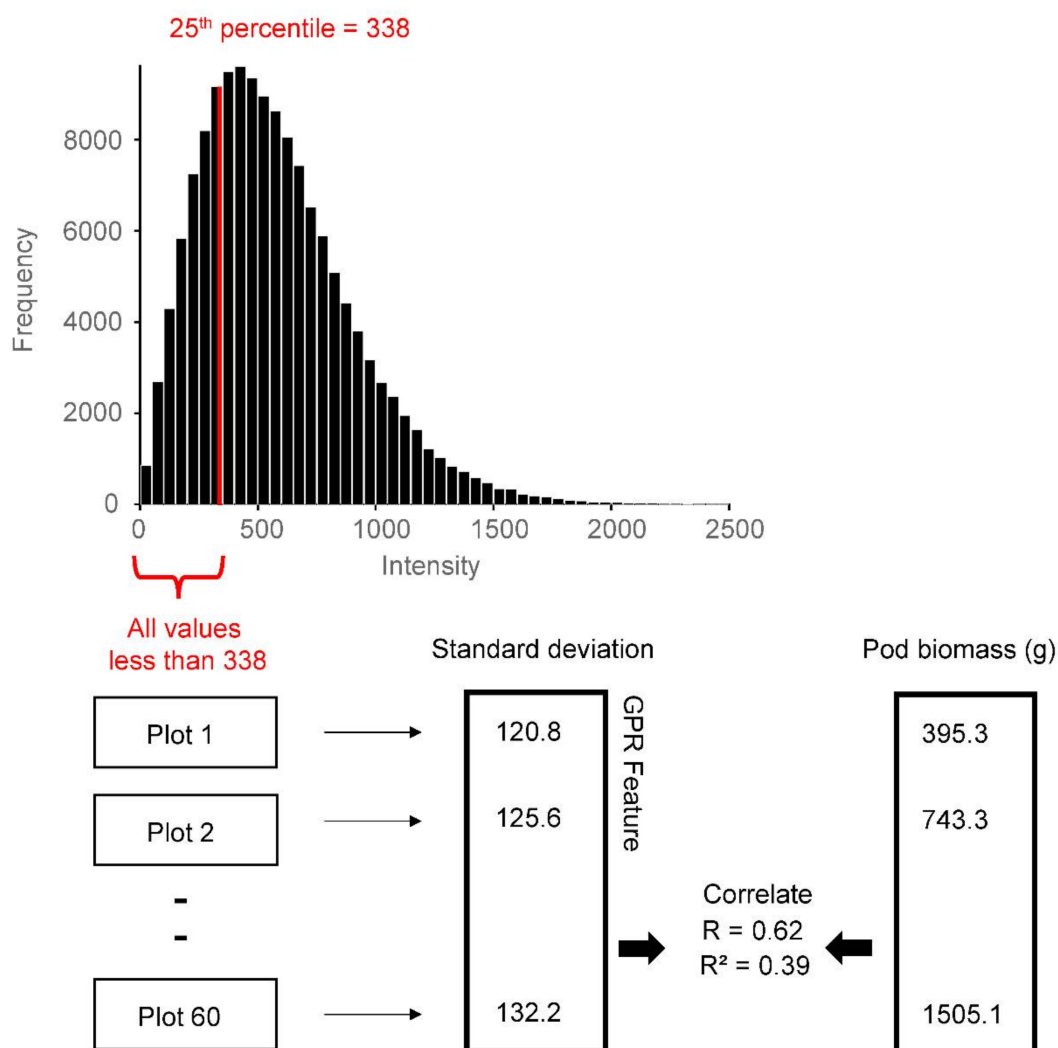 25th percentile = 338
8000
6000
4000
2000
0
Frequency
0 500 1000 1500 2000 2500
Intensity
All values
less than 338
Standard deviation
Pod biomass (g)
Plot 1
120.8
395.3
GPR Feature
Plot 2
125.6
743.3
-
-
Correlate
R = 0.62
R² = 0.39
Plot 60
132.2
1505.1